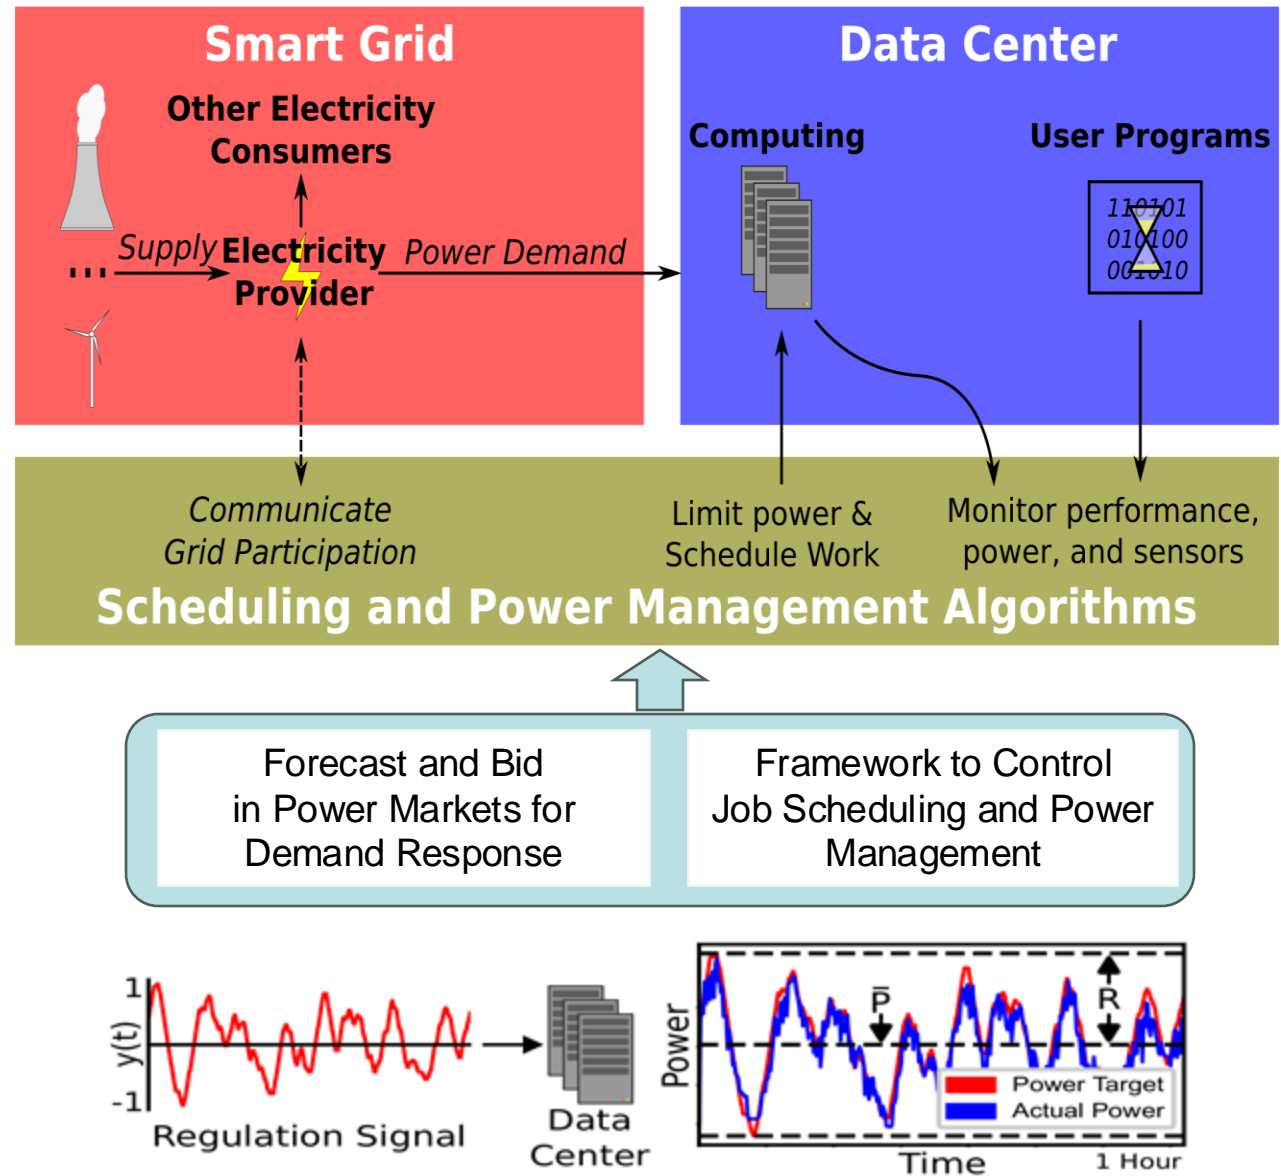 Smart Grid
Other Electricity
Consumers
Supply
Electricity
Provider
Power Demand
Data Center
Computing
User Programs
110101
010100
001010
Communicate
Grid Participation
Limit power &
Schedule Work
Monitor performance,
power, and sensors
Scheduling and Power Management Algorithms
Forecast and Bid
in Power Markets for
Demand Response
Framework to Control
Job Scheduling and Power
Management
1
y(t)
-1
Regulation Signal
Data
Center
Power
P̅
R
Power Target
Actual Power
Time
1 Hour